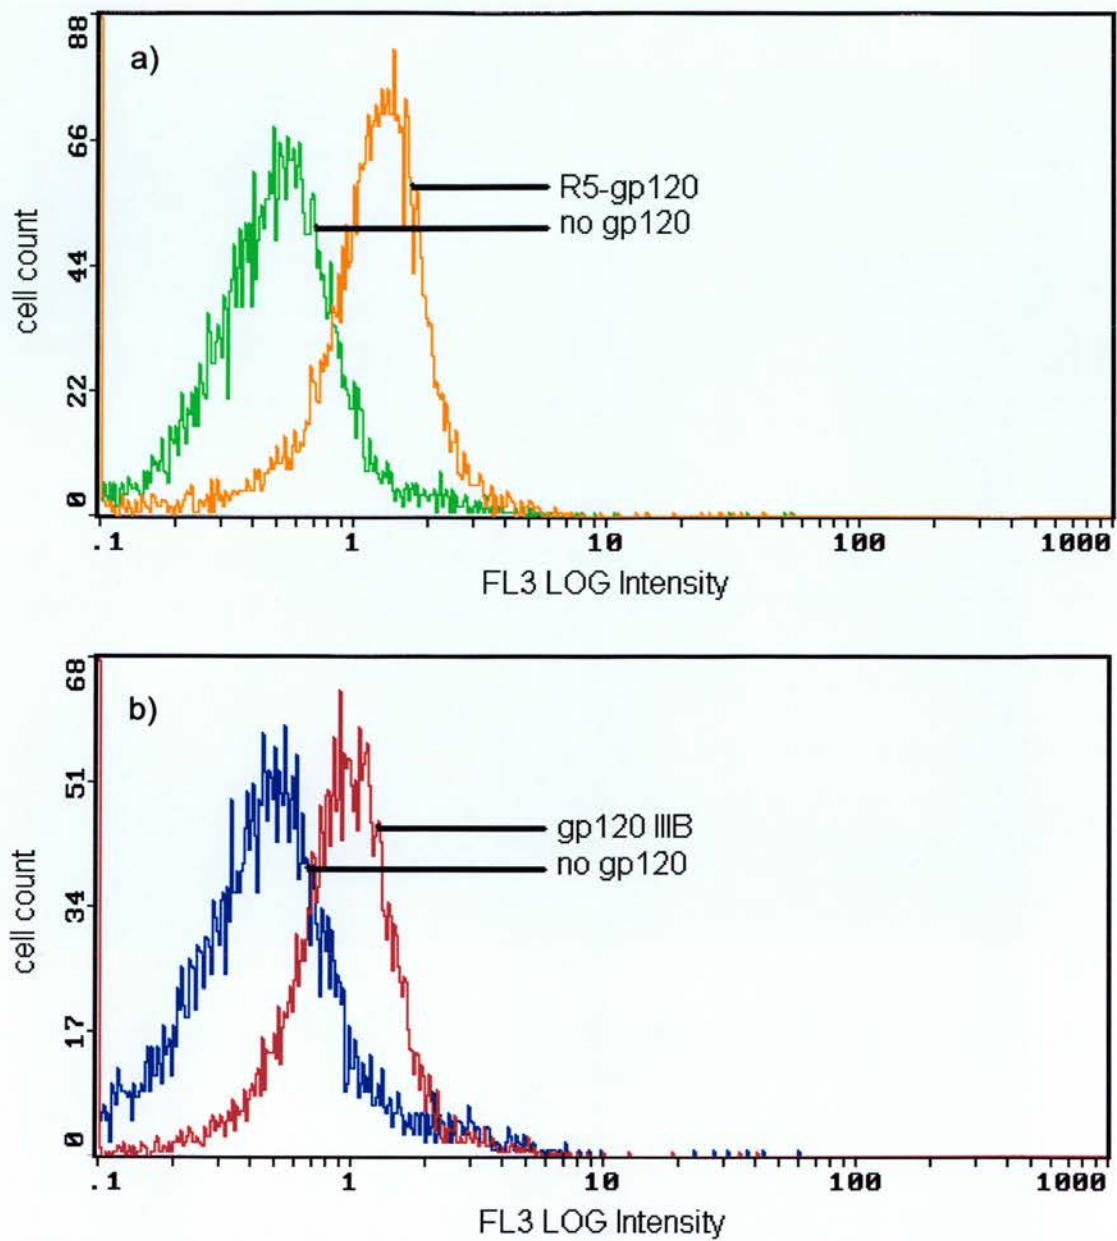 a)
88
66
44
22
0
cell count
R5-gp120
no gp120
.1 1 10 100 1000
FL3 LOG Intensity
b)
68
51
34
17
0
cell count
gp120 IIIB
no gp120
.1 1 10 100 1000
FL3 LOG Intensity